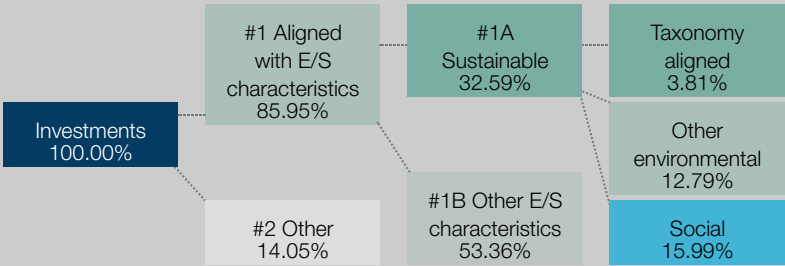 Investments
100.00%
#1 Aligned
with E/S
characteristics
85.95%
#2 Other
14.05%
#1A
Sustainable
32.59%
#1B Other E/S
characteristics
53.36%
Taxonomy
aligned
3.81%
Other
environmental
12.79%
Social
15.99%